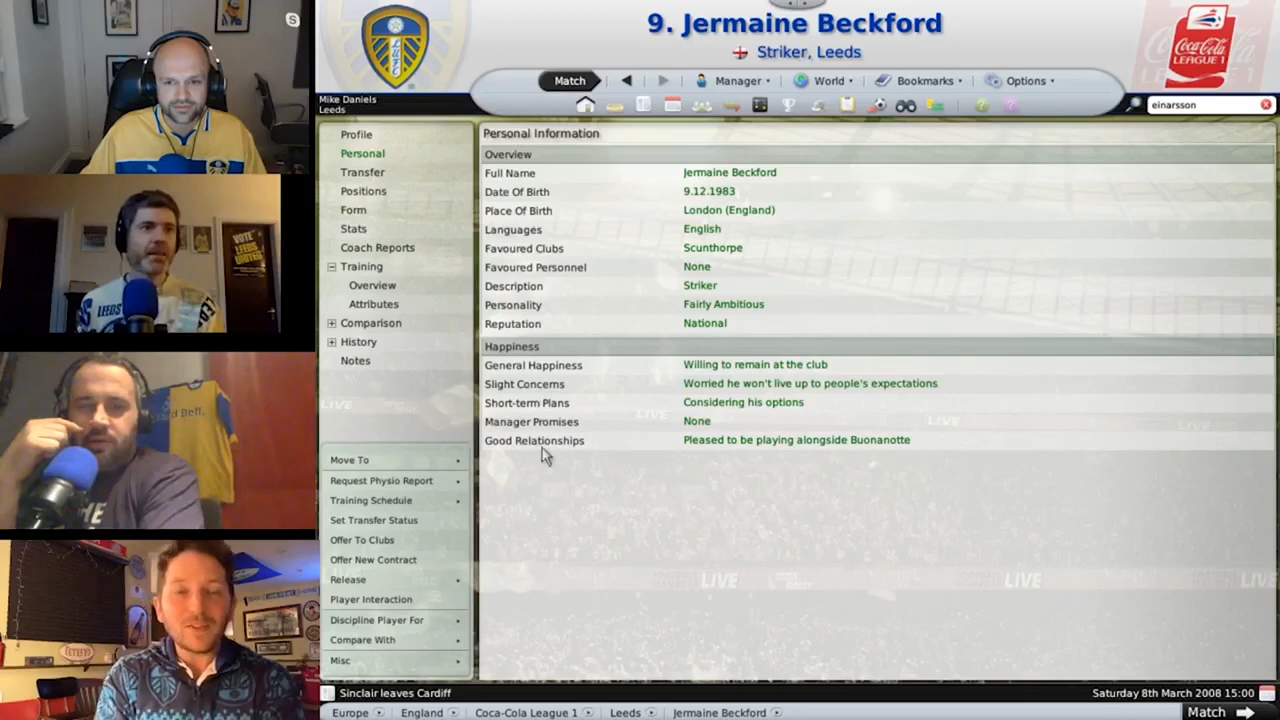 9. Jermaine Beckford
Striker, Leeds
Coca-Cola
LEAGUE 1
Match
Manager
World
Bookmarks
Options
Mike Daniels
Leeds
einarsson
Profile
Personal
Transfer
Positions
Form
Stats
Coach Reports
Training
Overview
Attributes
Comparison
History
Notes
Move To
Request Physio Report
Training Schedule
Set Transfer Status
Offer To Clubs
Offer New Contract
Release
Player Interaction
Discipline Player For
Compare With
Misc
Personal Information
Overview
Full Name Jermaine Beckford
Date Of Birth 9.12.1983
Place Of Birth London (England)
Languages English
Favoured Clubs Scunthorpe
Favoured Personnel None
Description Striker
Personality Fairly Ambitious
Reputation National
Happiness
General Happiness Willing to remain at the club
Slight Concerns Worried he won't live up to people's expectations
Short-term Plans Considering his options
Manager Promises None
Good Relationships Pleased to be playing alongside Buonanotte
LIVE
LIVE
LIVE
LIVE
Sinclair leaves Cardiff
Saturday 8th March 2008 15:00
Europe
England
Coca-Cola League 1
Leeds
Jermaine Beckford
Match
VOTE
LEEDS
UNITED
LEEDS
Bell.
THE